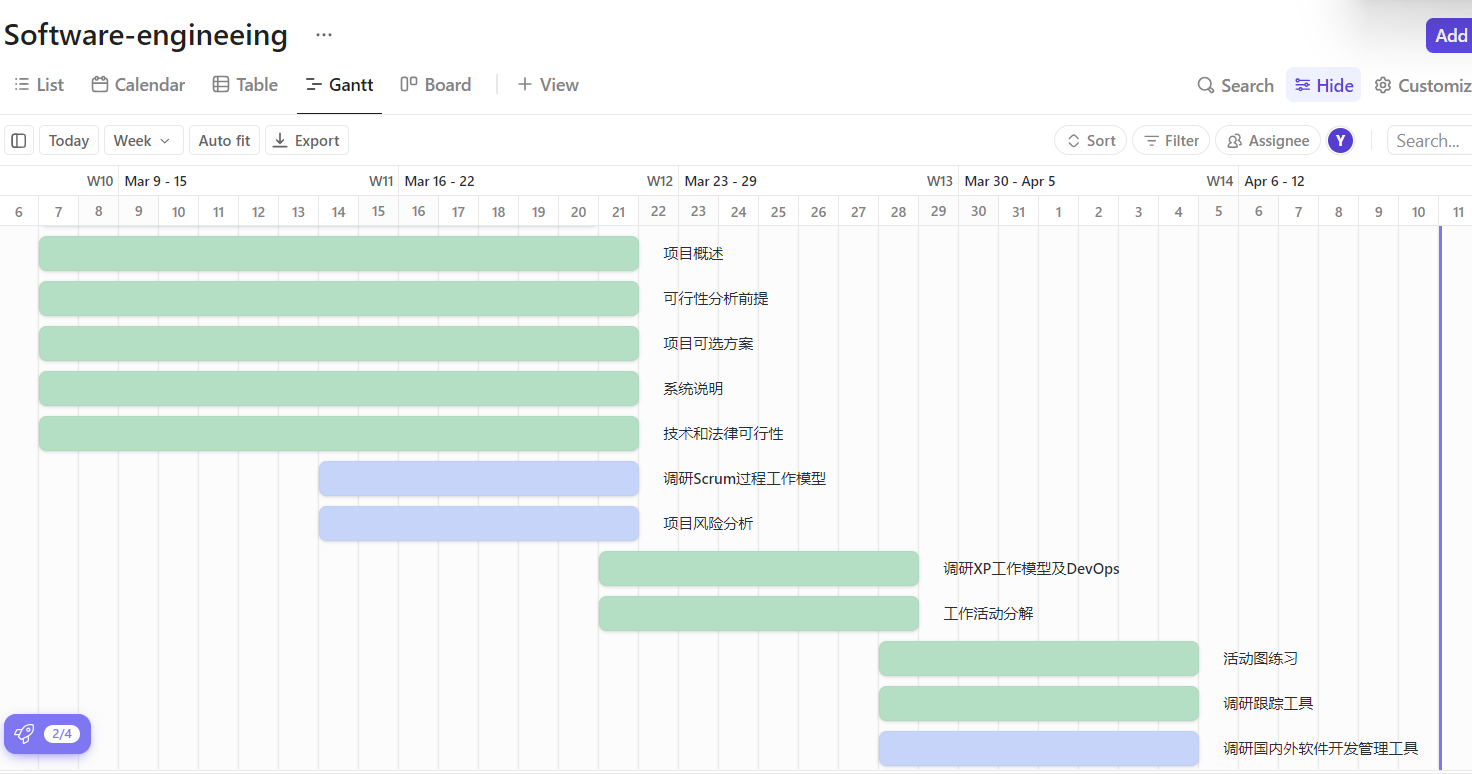 Software-engineeing ...
Add
List Calendar Table Gantt Board + View Search Hide Customiz
Today Week Auto fit Export Sort Filter Assignee Y Search...
W10 Mar 9 - 15 W11 Mar 16 - 22 W12 Mar 23 - 29 W13 Mar 30 - Apr 5 W14 Apr 6 - 12
6 7 8 9 10 11 12 13 14 15 16 17 18 19 20 21 22 23 24 25 26 27 28 29 30 31 1 2 3 4 5 6 7 8 9 10 11
项目概述
可行性分析前提
项目可选方案
系统说明
技术和法律可行性
调研Scrum过程工作模型
项目风险分析
调研XP工作模型及DevOps
工作活动分解
活动图练习
调研跟踪工具
2/4
调研国内外软件开发管理工具